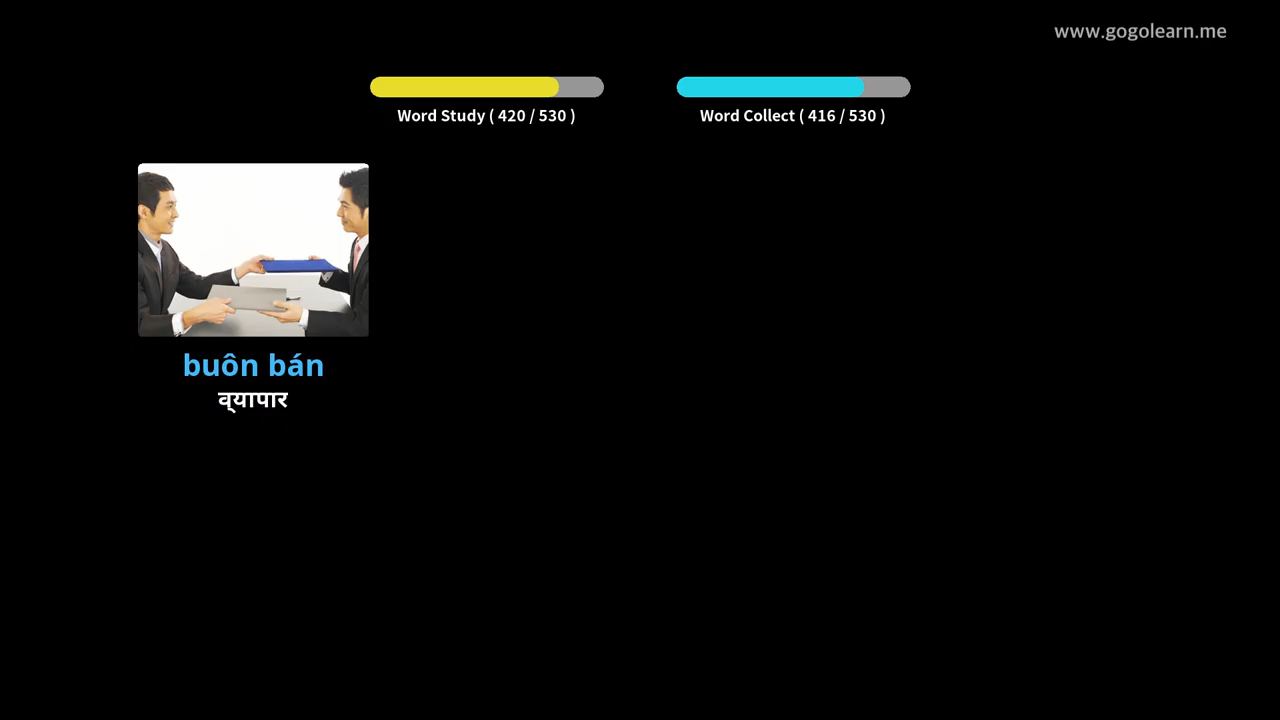 www.gogolearn.me
Word Study ( 420 / 530 )
Word Collect ( 416 / 530 )
buôn bán
व्यापार